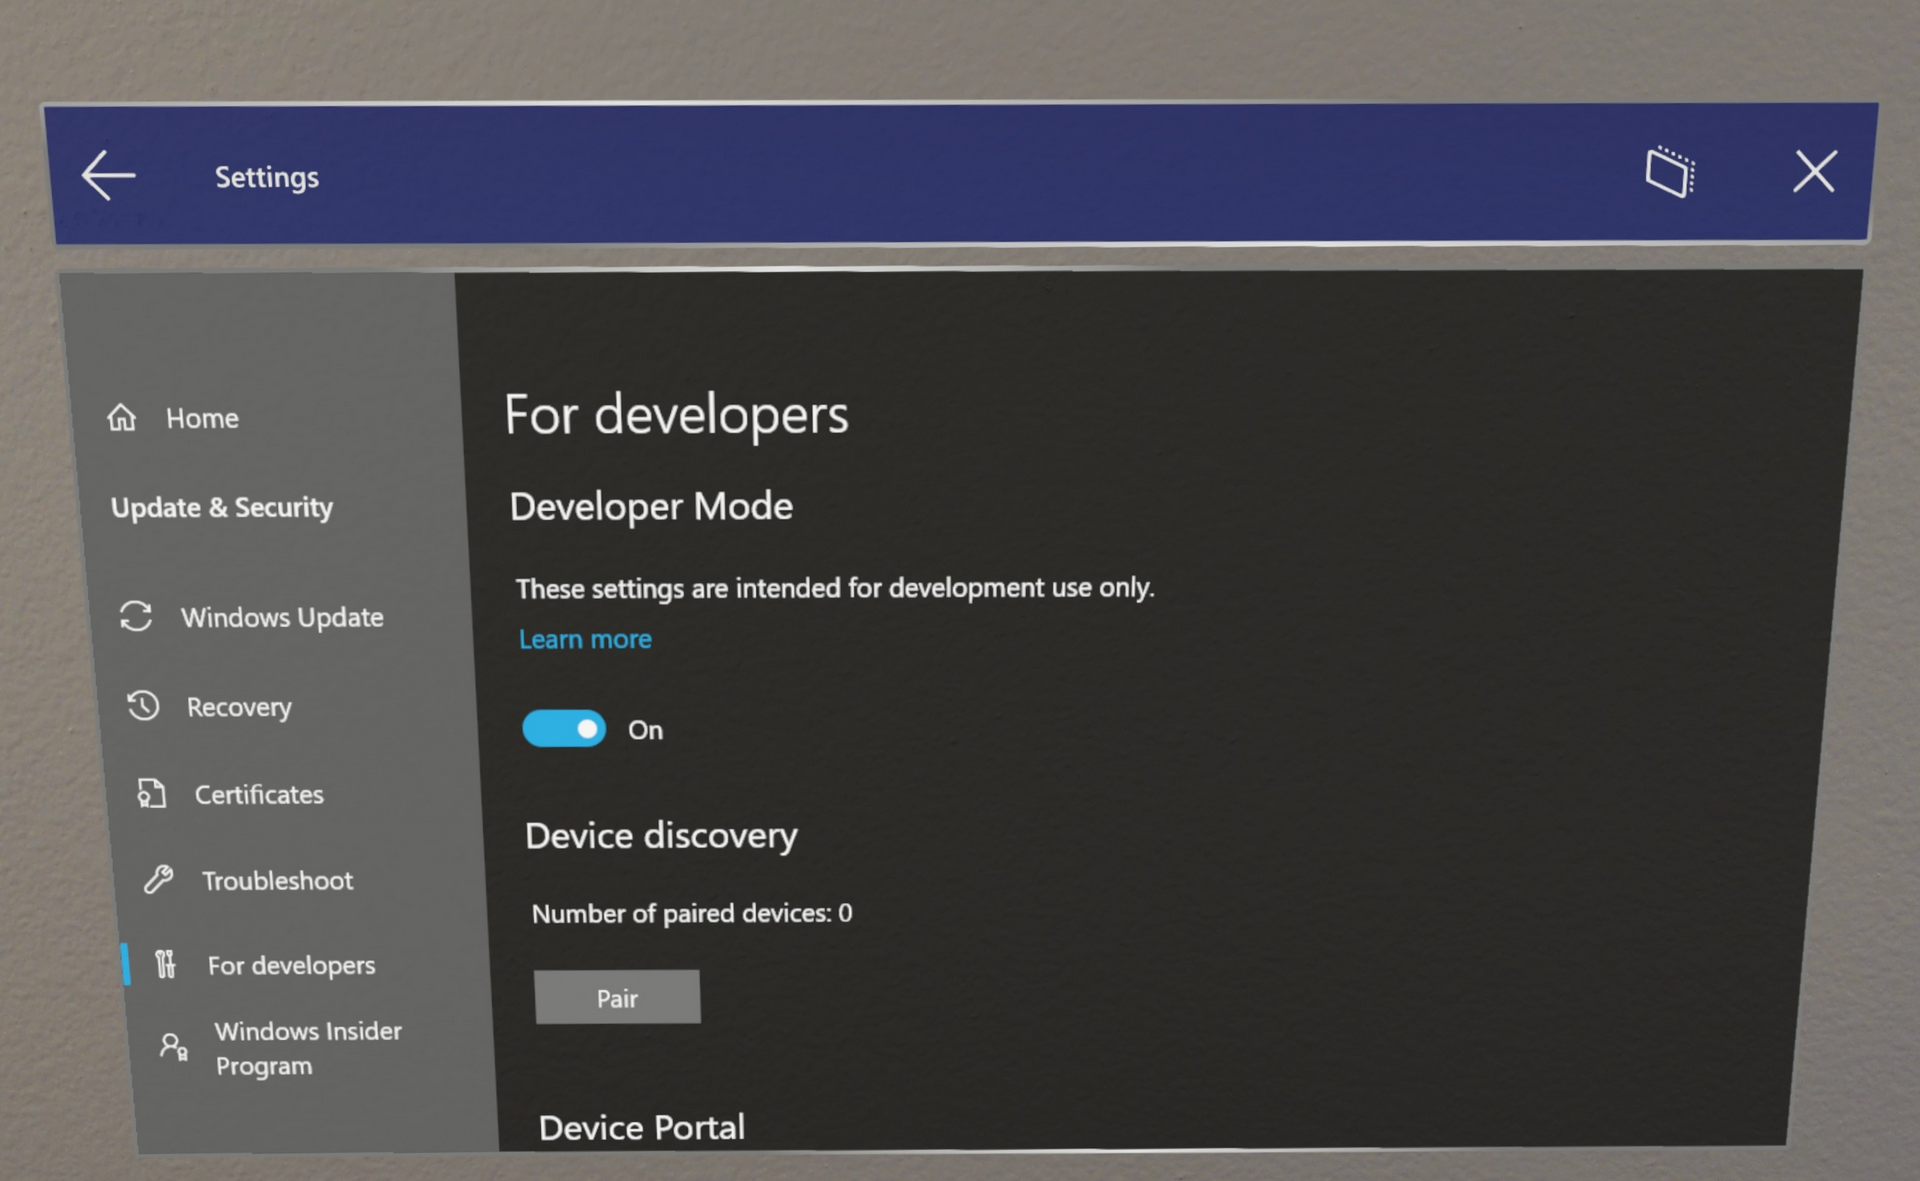 Settings
Home
Update & Security
Windows Update
Recovery
Certificates
Troubleshoot
For developers
Windows Insider
Program
For developers
Developer Mode
These settings are intended for development use only.
Learn more
On
Device discovery
Number of paired devices: 0
Pair
Device Portal